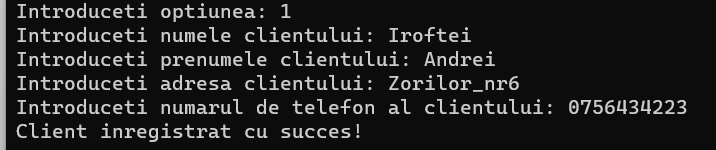 Introduceti optiunea: 1
Introduceti numele clientului: Iroftei
Introduceti prenumele clientului: Andrei
Introduceti adresa clientului: Zorilor_nr6
Introduceti numarul de telefon al clientului: 0756434223
Client inregistrat cu succes!